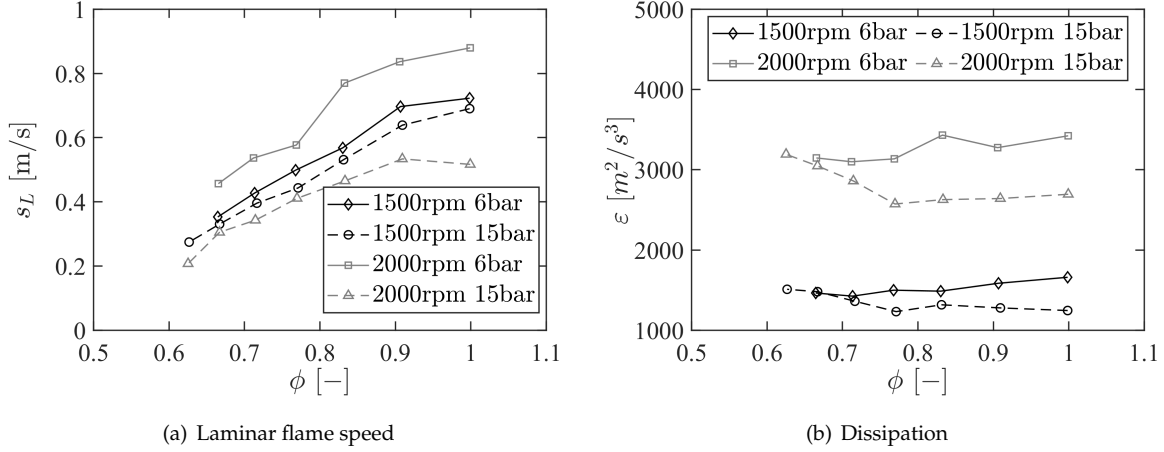 1
0.8
0.6
0.4
0.2
0
s_L [m/s]
0.5 0.6 0.7 0.8 0.9 1 1.1
ϕ [−]
1500rpm 6bar
1500rpm 15bar
2000rpm 6bar
2000rpm 15bar
(a) Laminar flame speed
5000
4000
3000
2000
1000
ε [m²/s³]
0.5 0.6 0.7 0.8 0.9 1 1.1
ϕ [−]
1500rpm 6bar 1500rpm 15bar
2000rpm 6bar 2000rpm 15bar
(b) Dissipation